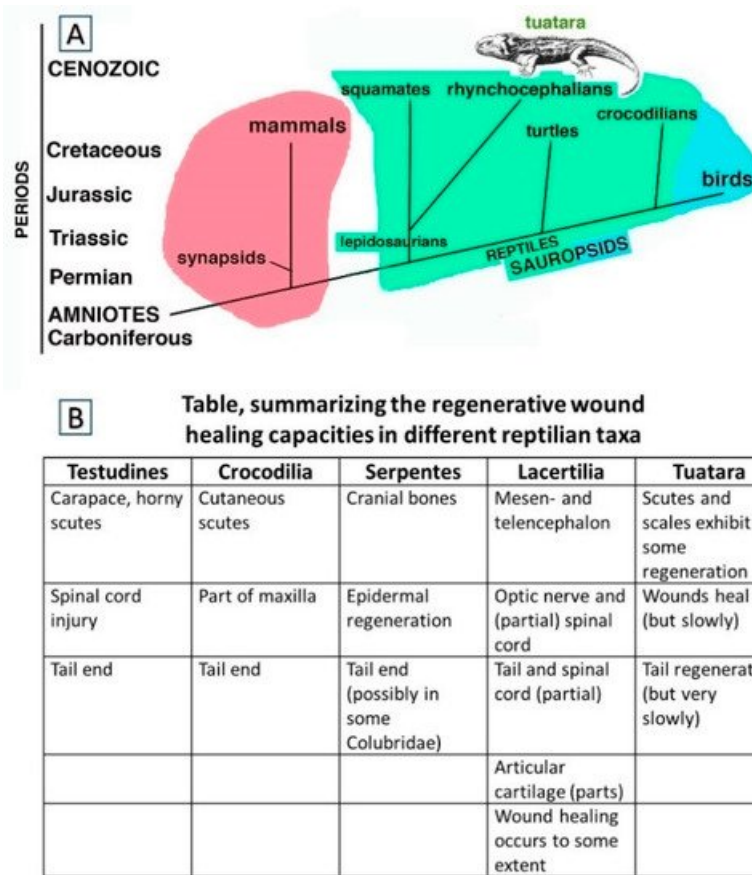 A
tuatara
CENOZOIC
squamates
rhynchocephalians
mammals
crocodilians
Cretaceous
turtles
PERIODS
Jurassic
birds
Triassic
lepidosaurians
synapsids
REPTILES
SAUROPSIDS
Permian
AMNIOTES
Carboniferous
B
Table, summarizing the regenerative wound
healing capacities in different reptilian taxa
Testudines Crocodilia Serpentes Lacertilia Tuatara
Carapace, horny Cutaneous Cranial bones Mesen- and Scutes and
scutes scutes telencephalon scales exhibit
some
regeneration
Spinal cord Part of maxilla Epidermal Optic nerve and Wounds heal
injury regeneration (partial) spinal (but slowly)
cord
Tail end Tail end Tail end Tail and spinal Tail regenerat
(possibly in cord (partial) (but very
some slowly)
Colubridae)
Articular
cartilage (parts)
Wound healing
occurs to some
extent